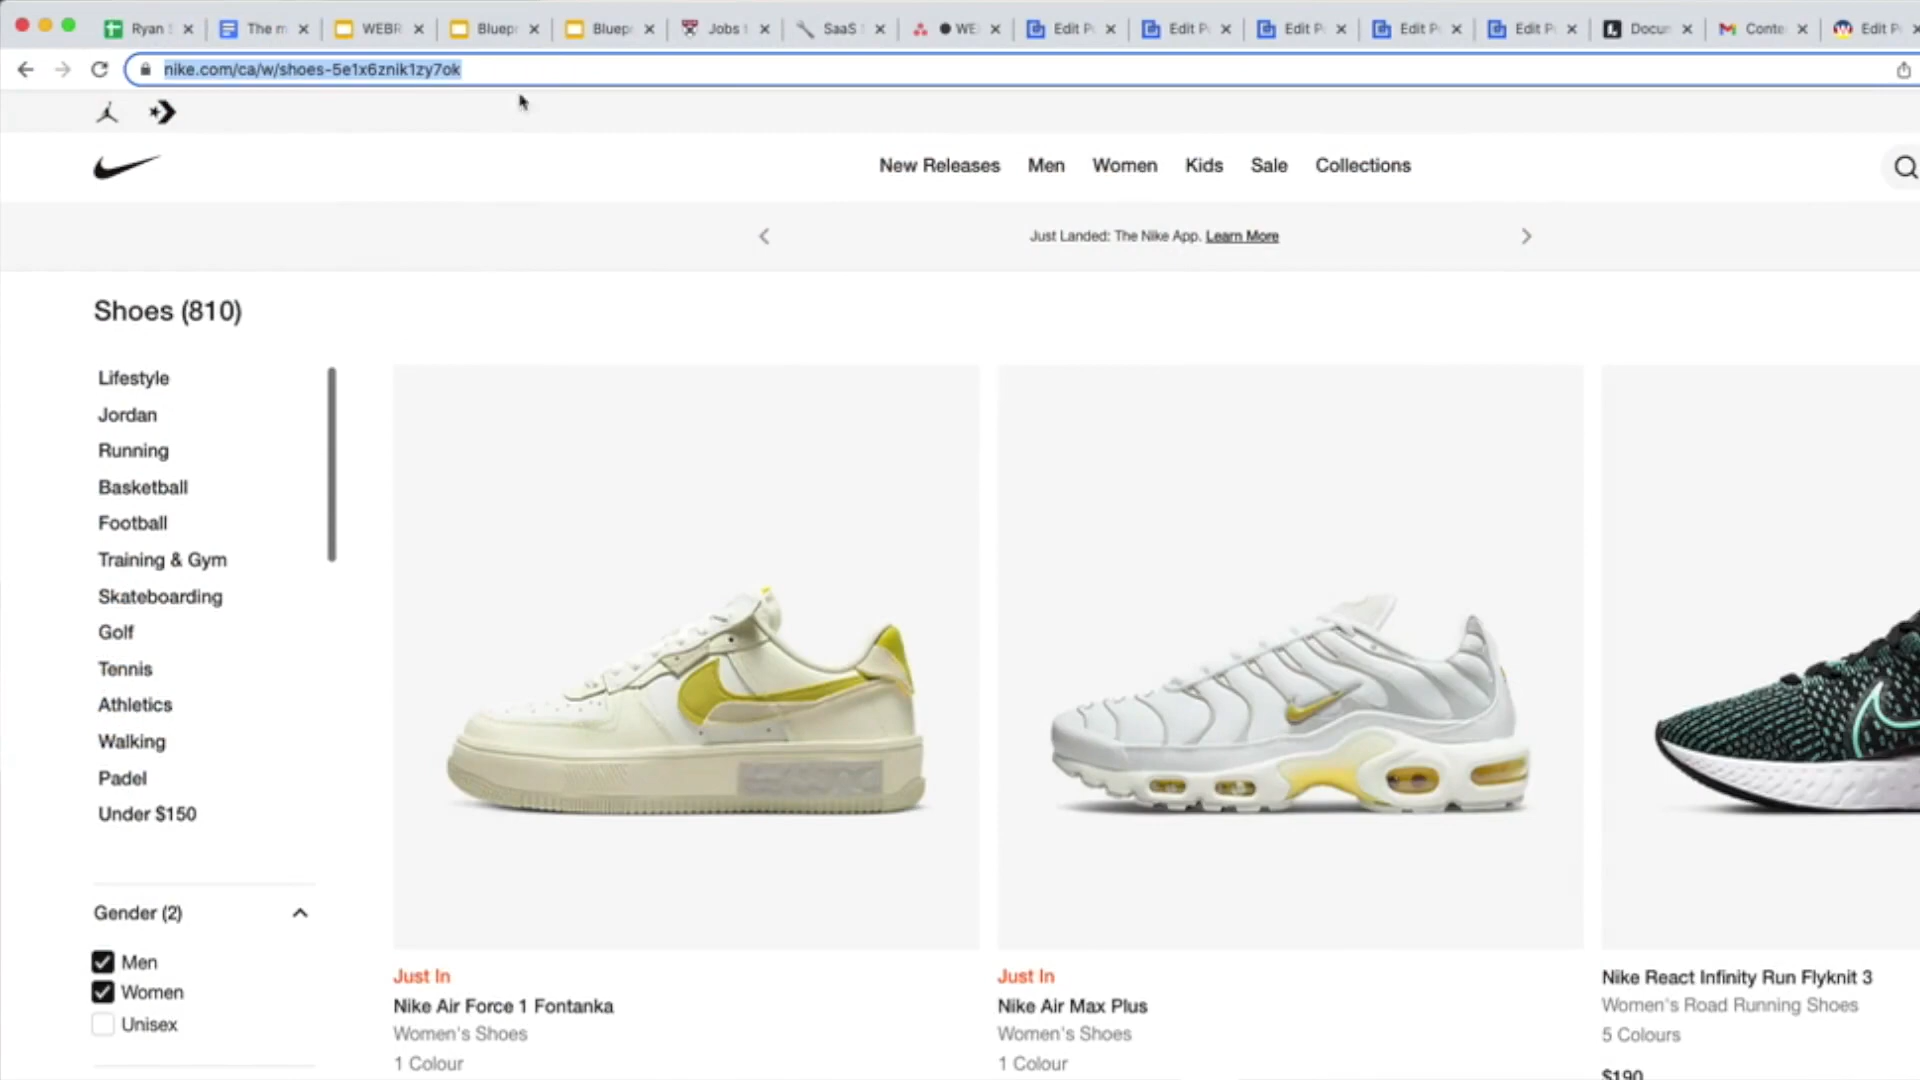 Ryan
The m
WEBR
Bluep
Bluep
Jobs
SaaS
WE
Edit P
Edit P
Edit P
Edit P
Edit P
Docum
Conte
Edit P
nike.com/ca/w/shoes-5e1x6znik1zy7ok
New Releases Men Women Kids Sale Collections
Just Landed: The Nike App. Learn More
Shoes (810)
Lifestyle
Jordan
Running
Basketball
Football
Training & Gym
Skateboarding
Golf
Tennis
Athletics
Walking
Padel
Under $150
Gender (2)
Men
Women
Unisex
Just In
Nike Air Force 1 Fontanka
Women's Shoes
1 Colour
Just In
Nike Air Max Plus
Women's Shoes
1 Colour
Nike React Infinity Run Flyknit 3
Women's Road Running Shoes
5 Colours
$190